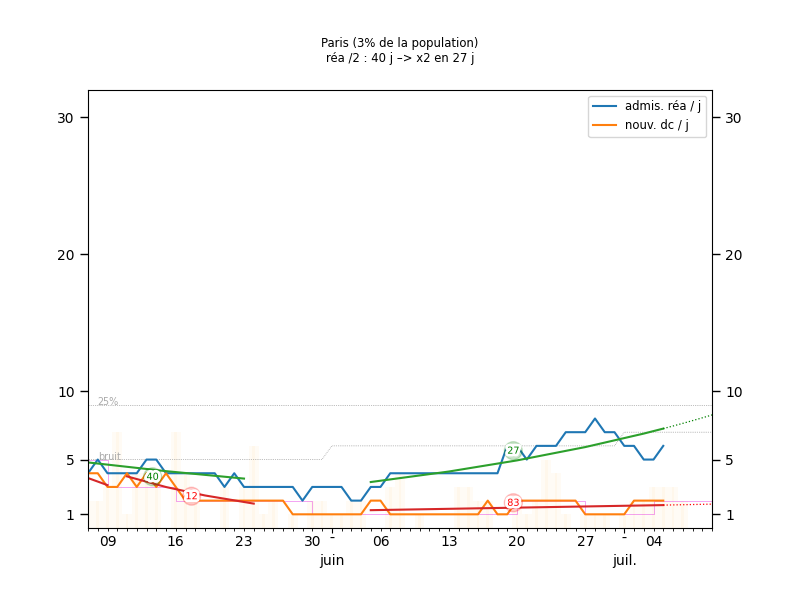 Paris (3% de la population)
réa /2 : 40 j –> x2 en 27 j
admis. réa / j
nouv. dc / j
30 30
20 20
10 10
25%
bruit
5 5
27
40
12
83
1 1
09 16 23 30 - 06 13 20 27 - 04
juin juil.